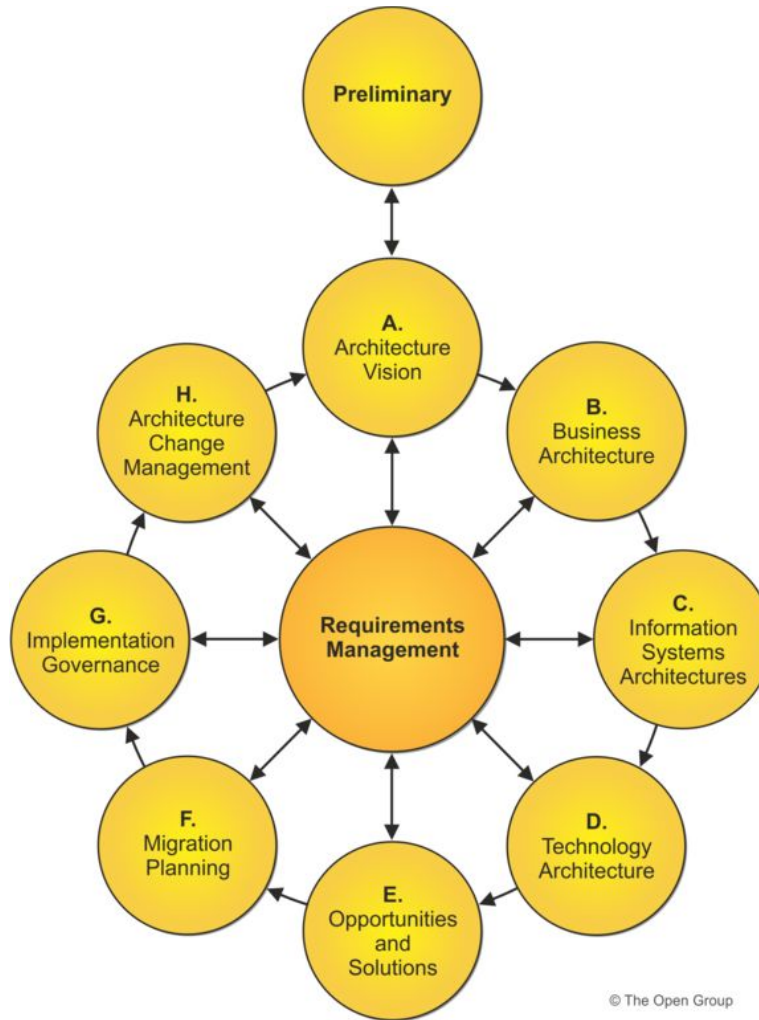 Preliminary
A.
Architecture
Vision
B.
Business
Architecture
C.
Information
Systems
Architectures
D.
Technology
Architecture
E.
Opportunities
and
Solutions
F.
Migration
Planning
G.
Implementation
Governance
H.
Architecture
Change
Management
Requirements
Management
© The Open Group